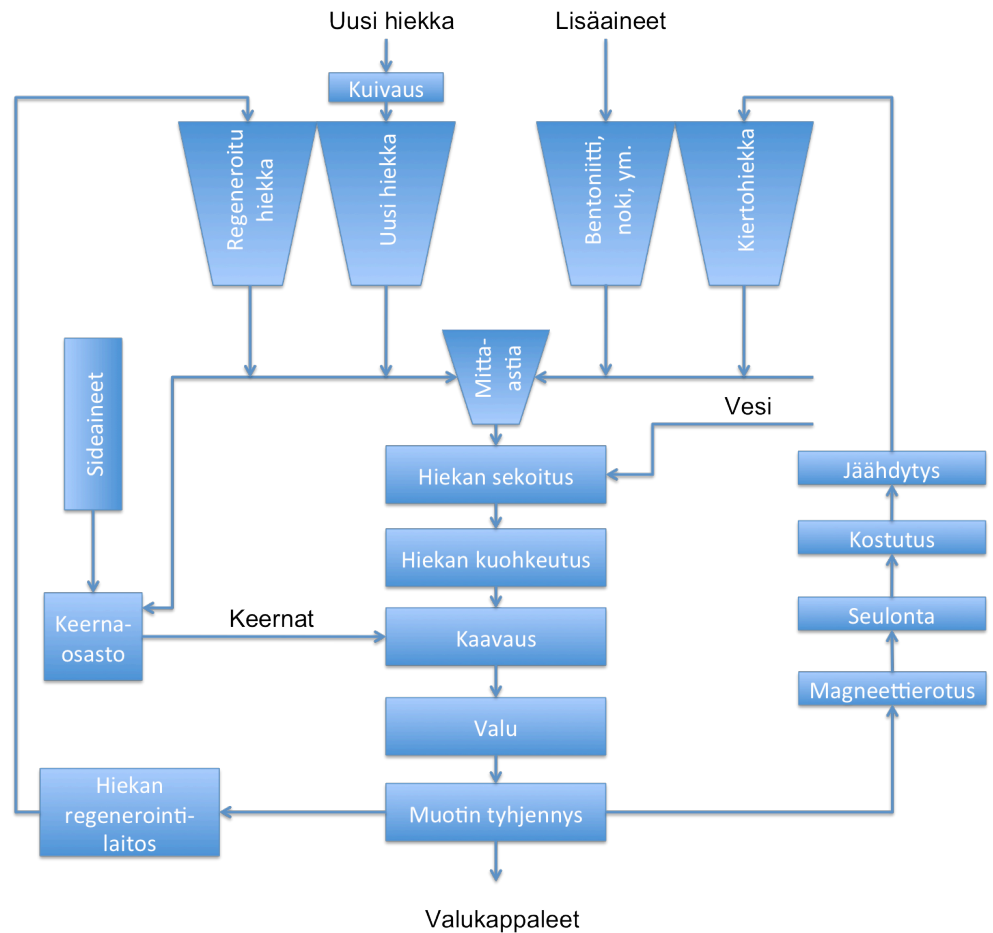 Uusi hiekka
Lisäaineet
Kuivaus
Regeneroitu
hiekka
Uusi hiekka
Bentoniitti,
noki, ym.
Kiertohiekka
Mitta-
astia
Sideaineet
Vesi
Hiekan sekoitus
Jäähdytys
Hiekan kuohkeutus
Kostutus
Keerna-
osasto
Keernat
Kaavaus
Seulonta
Magneettierotus
Valu
Hiekan
regenerointi-
laitos
Muotin tyhjennys
Valukappaleet